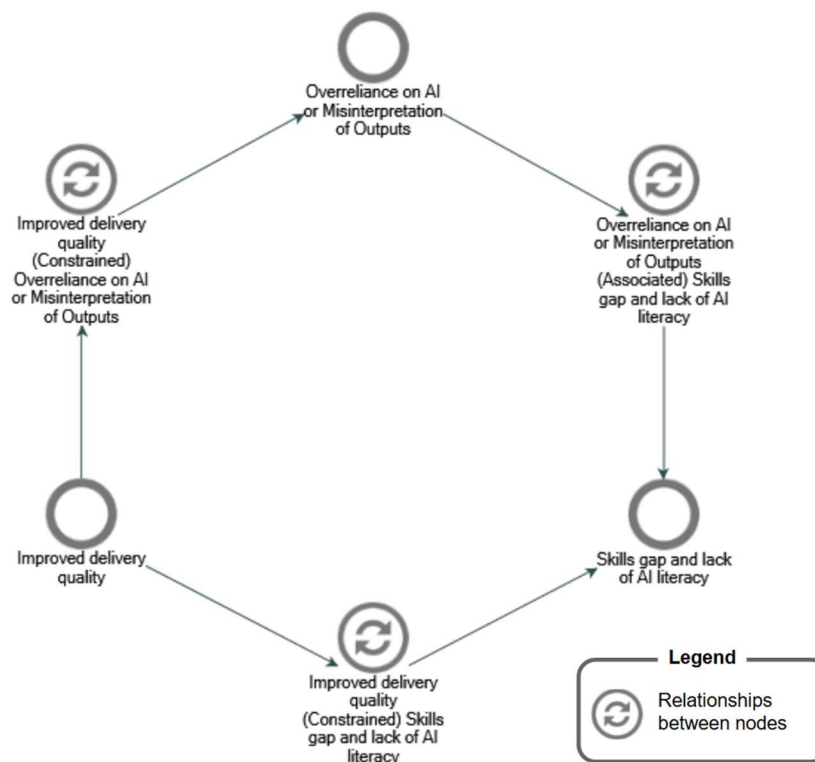 Overreliance on AI
or Misinterpretation
of Outputs
Improved delivery
quality
(Constrained)
Overreliance on AI
or Misinterpretation
of Outputs
Overreliance on AI
or Misinterpretation
of Outputs
(Associated) Skills
gap and lack of AI
literacy
Improved delivery
quality
Skills gap and lack
of AI literacy
Improved delivery
quality
(Constrained) Skills
gap and lack of AI
literacy
Legend
Relationships
between nodes